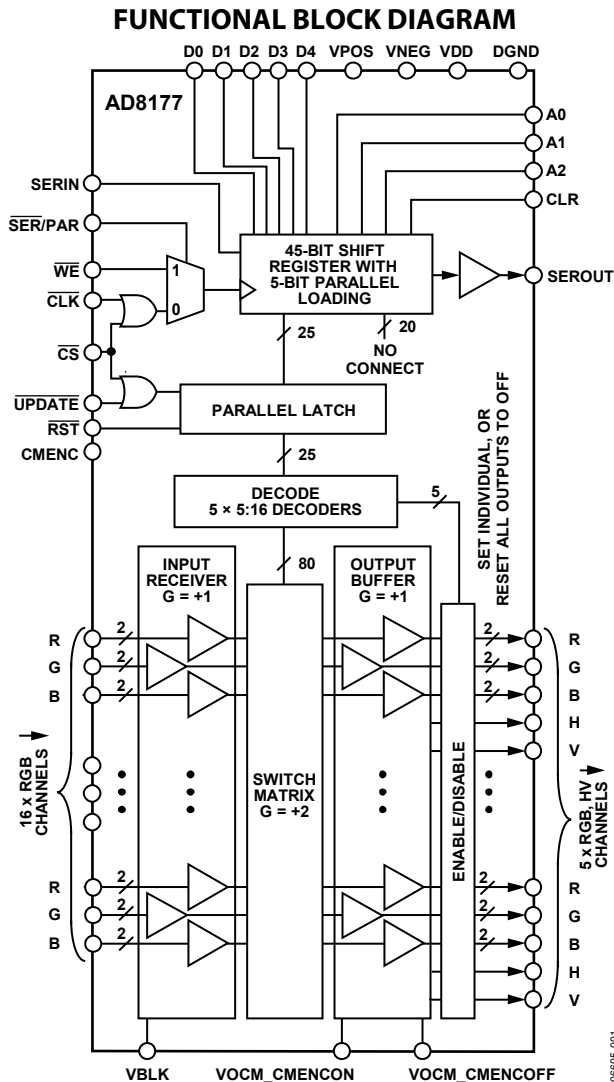 FUNCTIONAL BLOCK DIAGRAM
D0 D1 D2 D3 D4 VPOS VNEG VDD DGND
AD8177
A0
A1
A2
CLR
SERIN
SER/PAR
WE
CLK
CS
UPDATE
RST
CMENC
1
0
45-BIT SHIFT
REGISTER WITH
5-BIT PARALLEL
LOADING
SEROUT
25
20
NO
CONNECT
PARALLEL LATCH
25
DECODE
5 × 5:16 DECODERS
5
SET INDIVIDUAL, OR
RESET ALL OUTPUTS TO OFF
80
INPUT
RECEIVER
G = +1
OUTPUT
BUFFER
G = +1
R 2 2 R
G 2 2 G
B 2 2 B
H
V
16 x RGB
CHANNELS
SWITCH
MATRIX
G = +2
ENABLE/DISABLE
5 x RGB, HV
CHANNELS
R 2 2 R
G 2 2 G
B 2 2 B
H
V
VBLK VOCM_CMENCON VOCM_CMENCOFF
06605-001